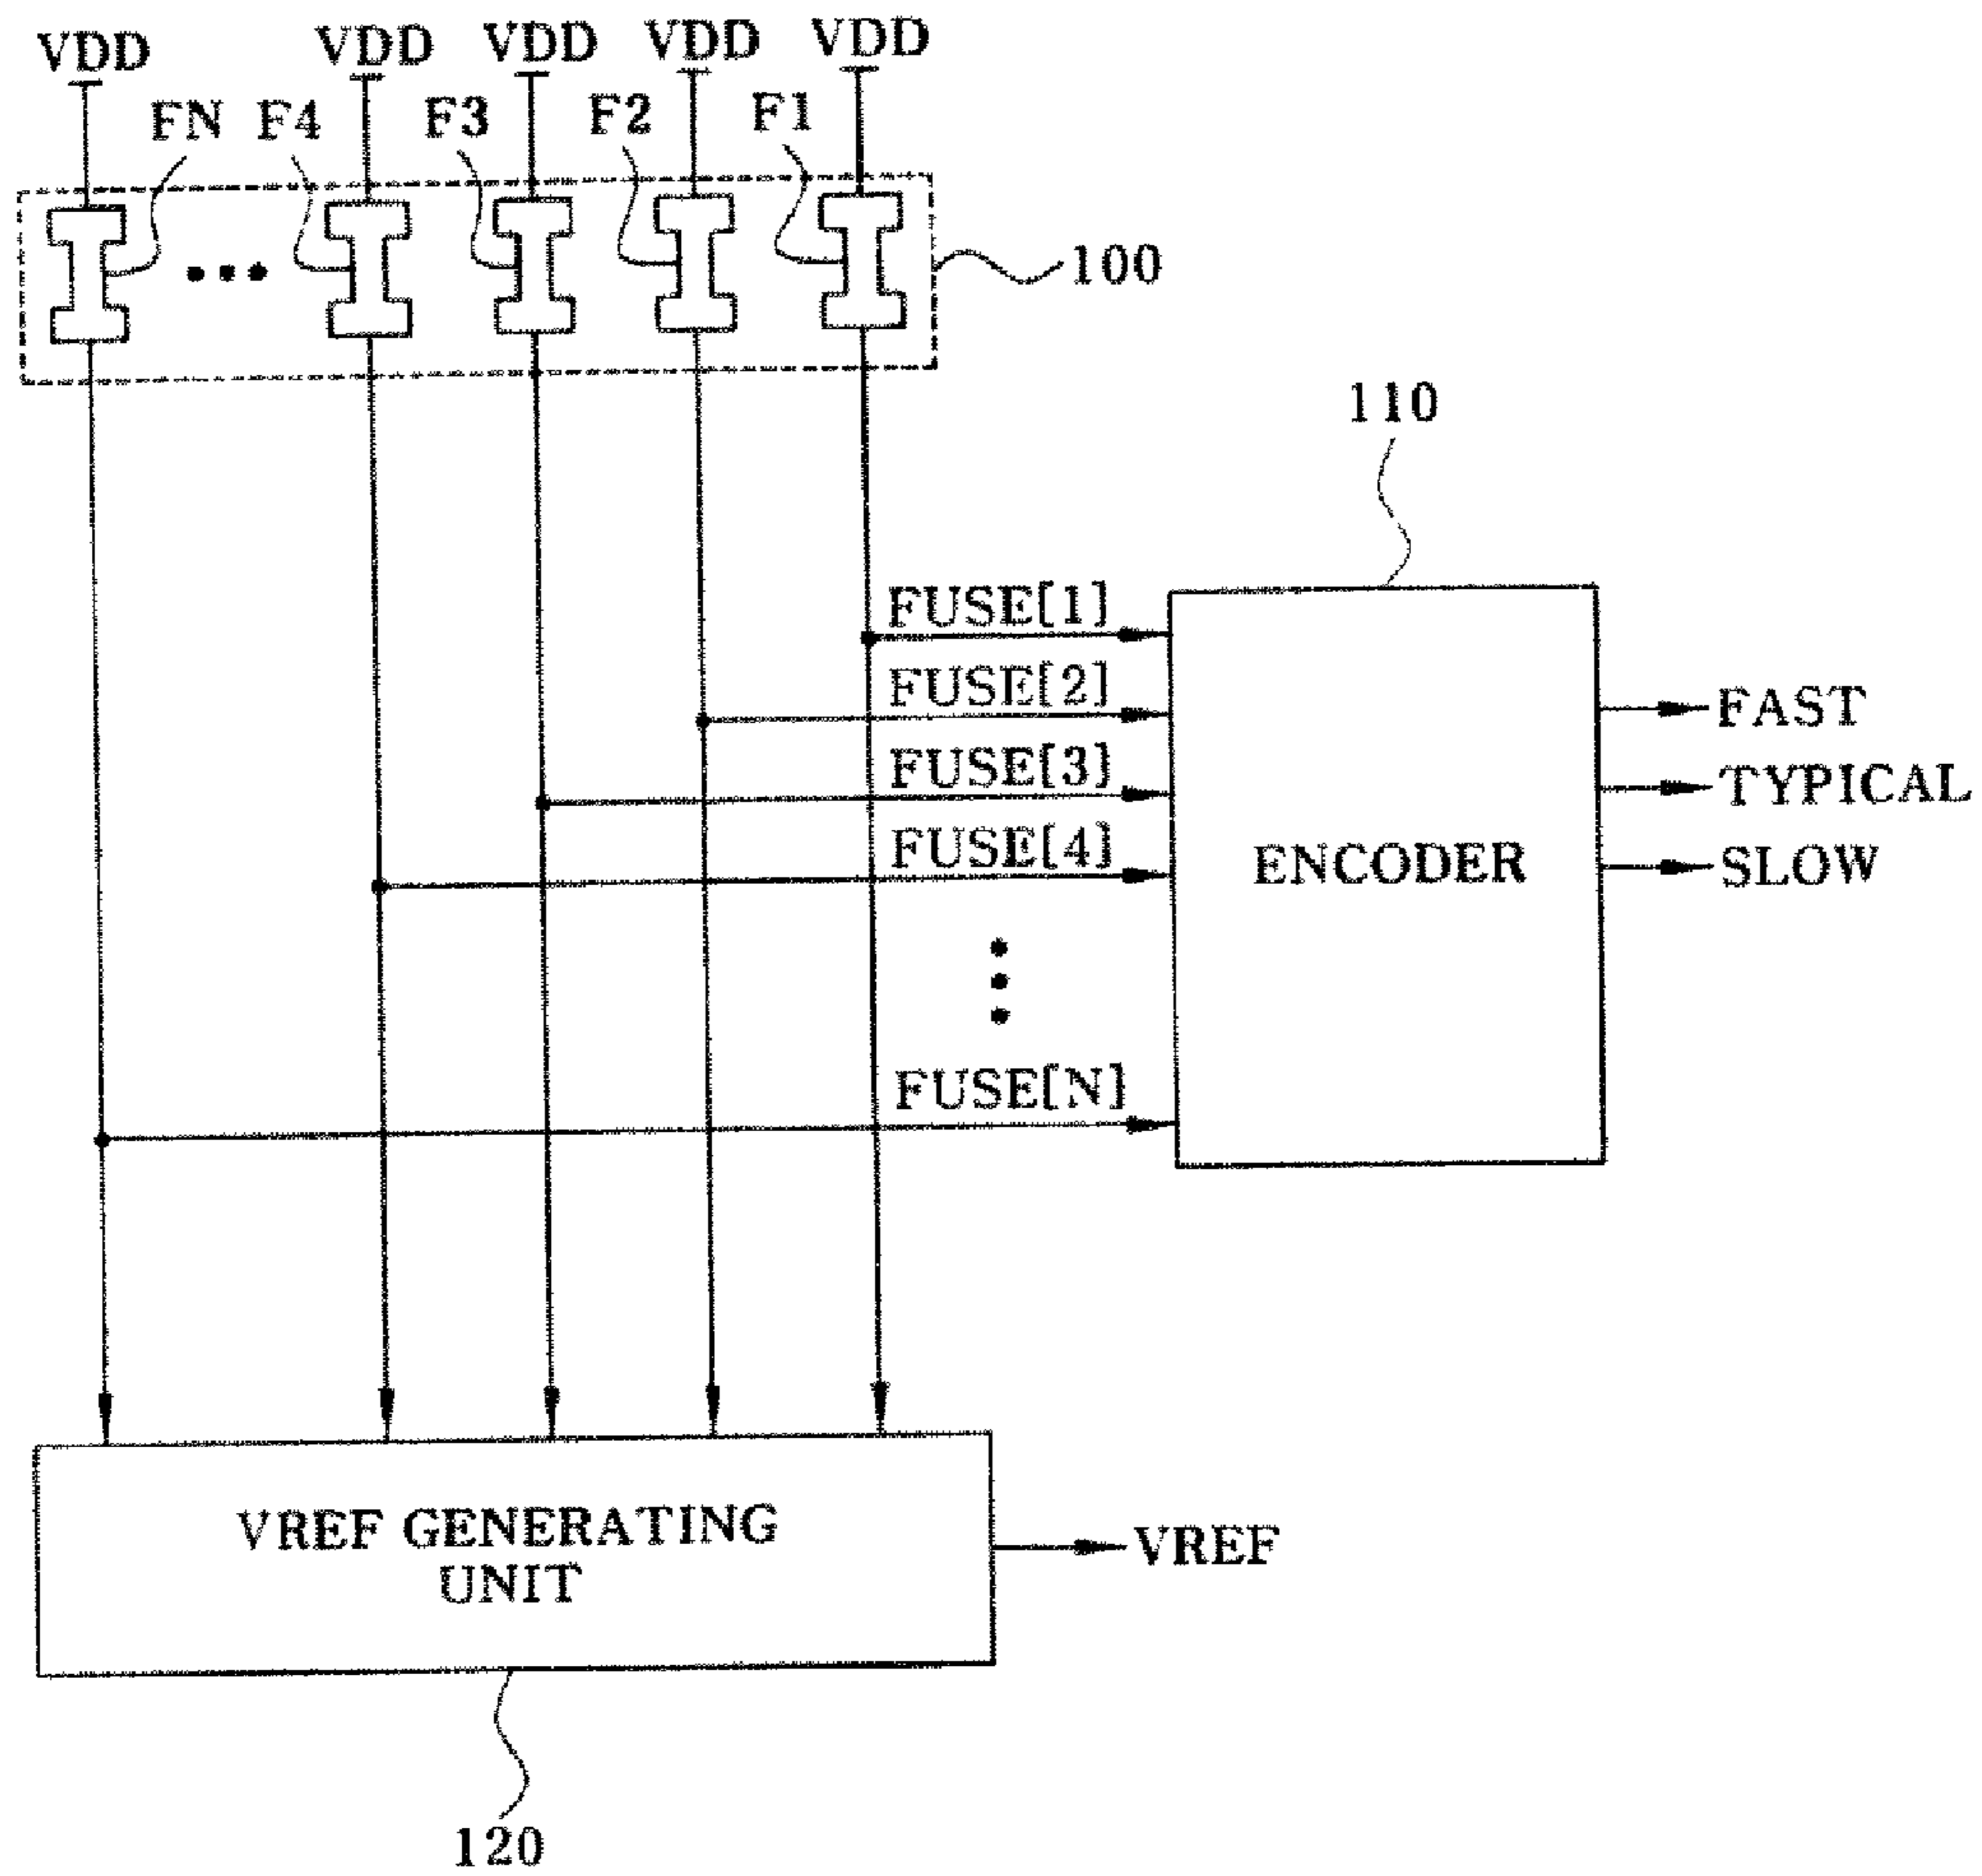 VDD VDD VDD VDD VDD
FN F4 F3 F2 F1
100
110
FUSE[1]
FUSE[2]
FUSE[3]
FUSE[4]
FUSE[N]
ENCODER
FAST
TYPICAL
SLOW
VREF GENERATING
UNIT
VREF
120